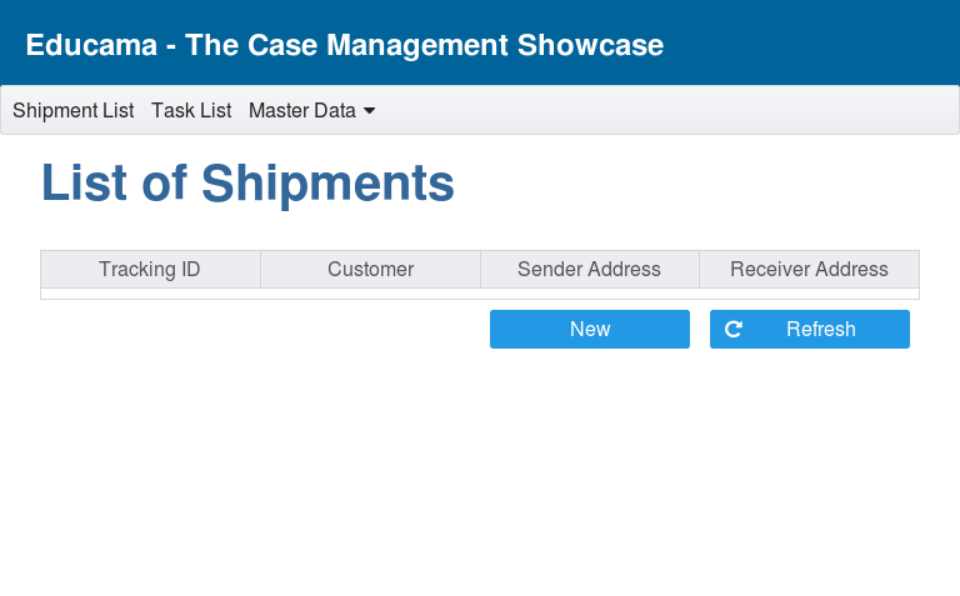 Educama - The Case Management Showcase
Shipment List Task List Master Data
List of Shipments
Tracking ID Customer Sender Address Receiver Address
New Refresh